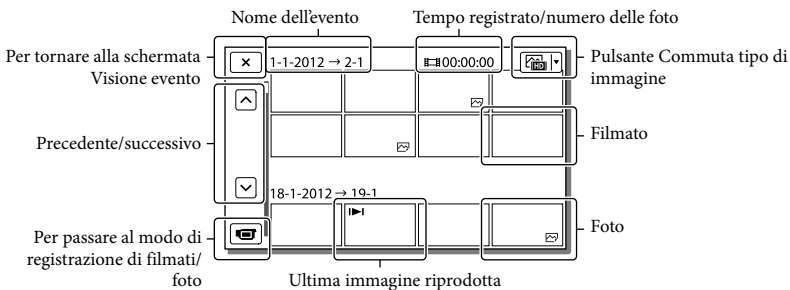 Nome dell'evento
Tempo registrato/numero delle foto
Per tornare alla schermata
Visione evento
1-1-2012 → 2-1
00:00:00
HD
Pulsante Commuta tipo di
immagine
Precedente/successivo
Filmato
18-1-2012 → 19-1
Per passare al modo di
registrazione di filmati/
foto
Foto
Ultima immagine riprodotta